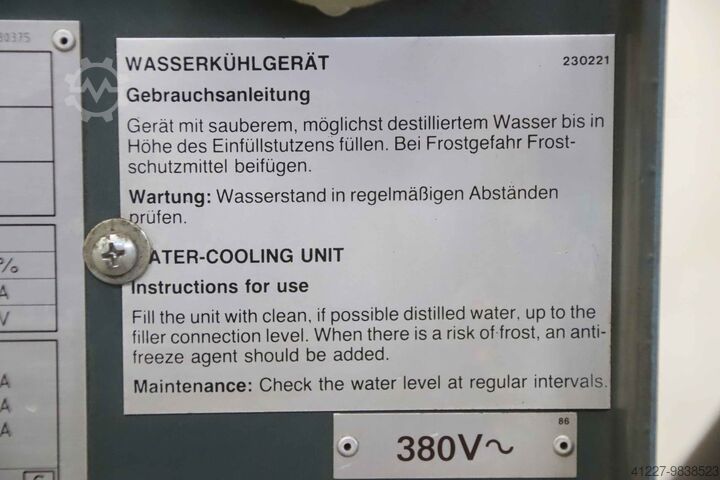 80375
WASSERKÜHLGERÄT 230221
Gebrauchsanleitung
Gerät mit sauberem, möglichst destilliertem Wasser bis in
Höhe des Einfüllstutzens füllen. Bei Frostgefahr Frost-
schutzmittel beifügen.
Wartung: Wasserstand in regelmäßigen Abständen
prüfen.
ATER-COOLING UNIT
Instructions for use
Fill the unit with clean, if possible distilled water, up to the
filler connection level. When there is a risk of frost, an anti-
freeze agent should be added.
Maintenance: Check the water level at regular intervals.
%
A
V
A
A
A
86
380V~
41227-9838523